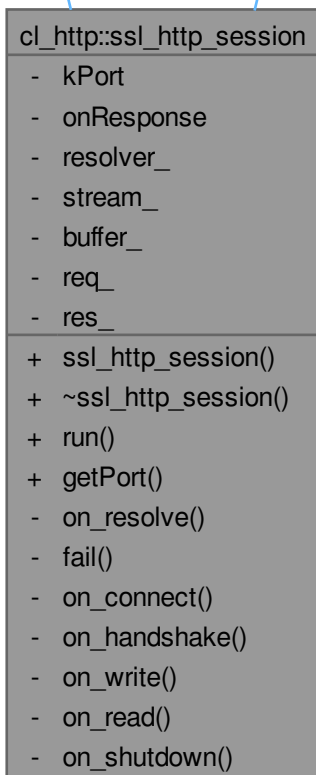 cl_http::ssl_http_session
- kPort
- onResponse
- resolver_
- stream_
- buffer_
- req_
- res_
+ ssl_http_session()
+ ~ssl_http_session()
+ run()
+ getPort()
- on_resolve()
- fail()
- on_connect()
- on_handshake()
- on_write()
- on_read()
- on_shutdown()